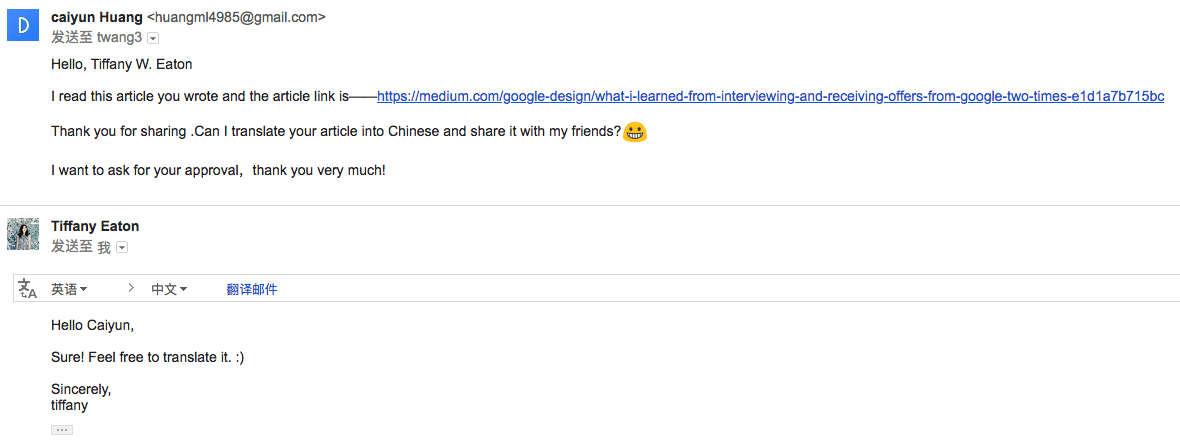 D
caiyun Huang <huangml4985@gmail.com>
发送至 twang3
Hello, Tiffany W. Eaton
I read this article you wrote and the article link is——https://medium.com/google-design/what-i-learned-from-interviewing-and-receiving-offers-from-google-two-times-e1d1a7b715bc
Thank you for sharing .Can I translate your article into Chinese and share it with my friends?😀
I want to ask for your approval，thank you very much!
Tiffany Eaton
发送至 我
文A 英语 > 中文 翻译邮件
Hello Caiyun,
Sure! Feel free to translate it. :)
Sincerely,
tiffany
...